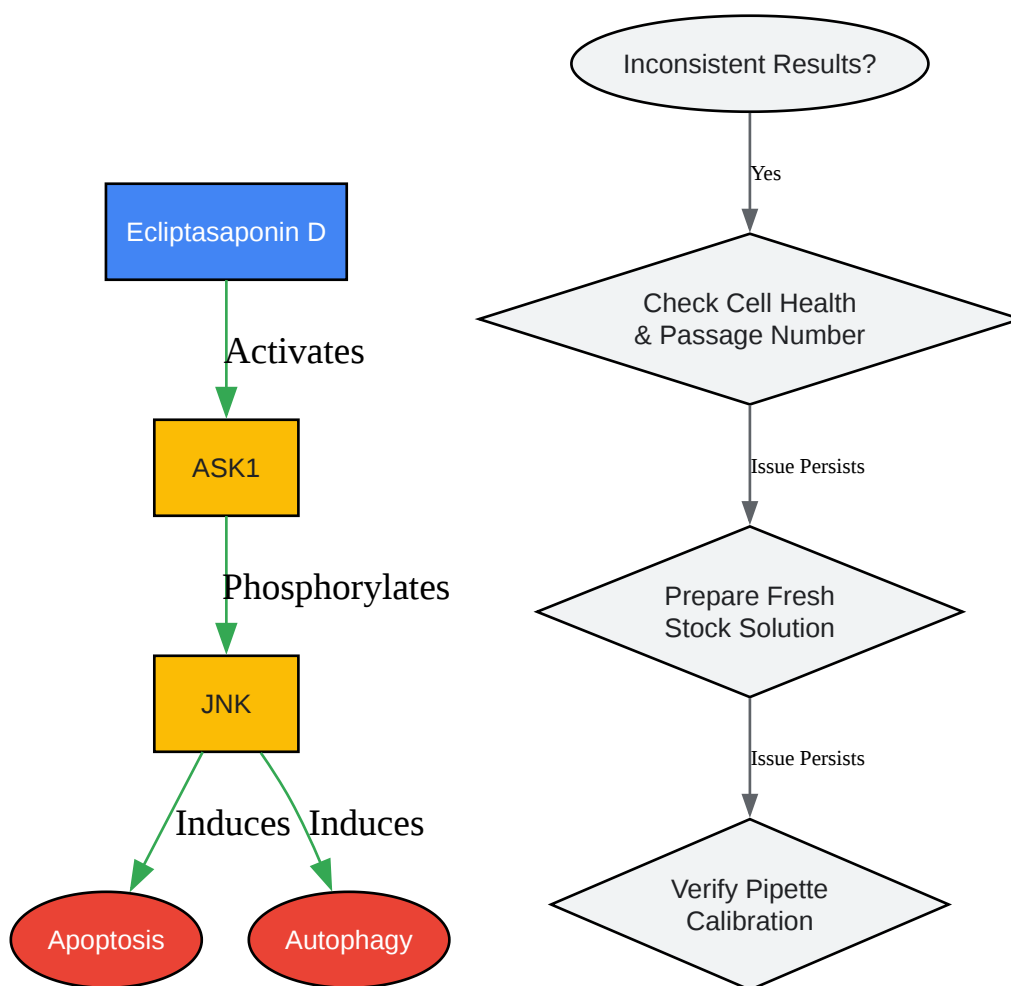 Ecliptasaponin D
Activates
ASK1
Phosphorylates
JNK
Induces
Induces
Apoptosis
Autophagy
Inconsistent Results?
Yes
Check Cell Health
& Passage Number
Issue Persists
Prepare Fresh
Stock Solution
Issue Persists
Verify Pipette
Calibration